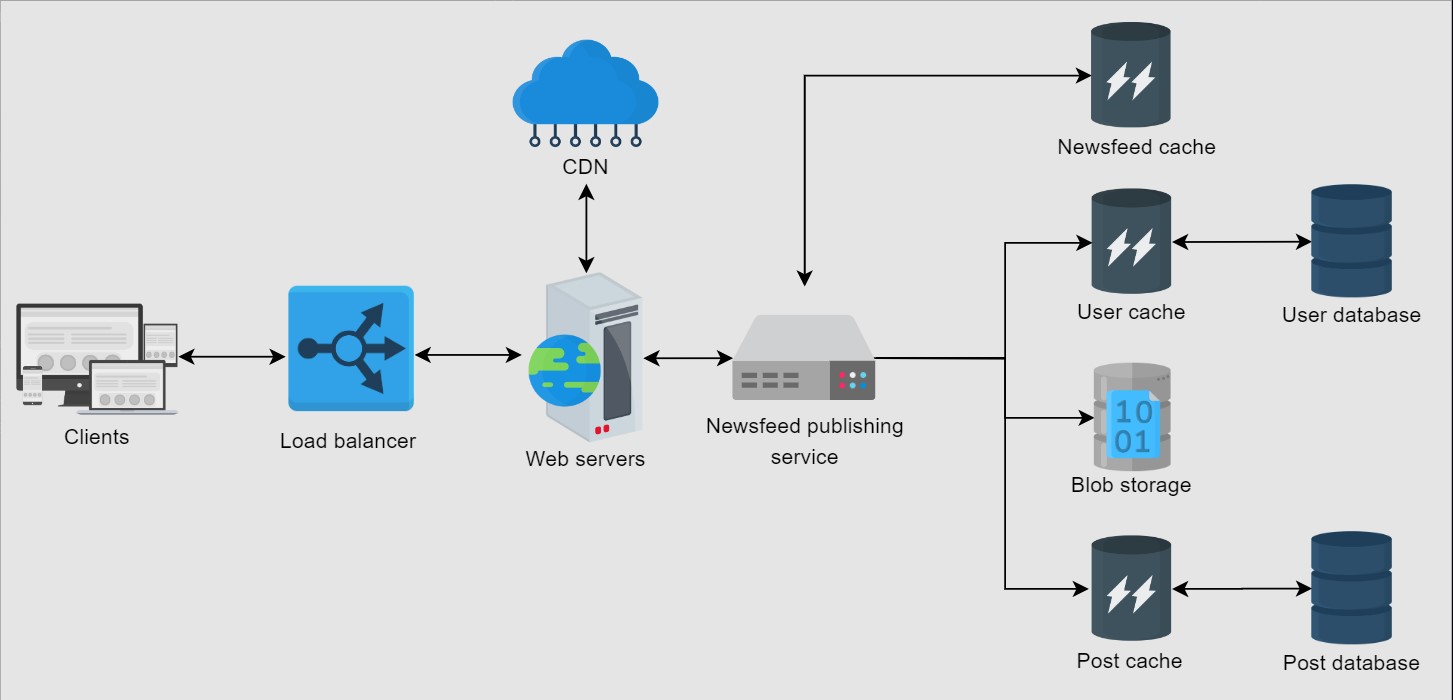 CDN
Newsfeed cache
User cache
User database
Clients
Load balancer
Web servers
Newsfeed publishing
service
10
01
Blob storage
Post cache
Post database